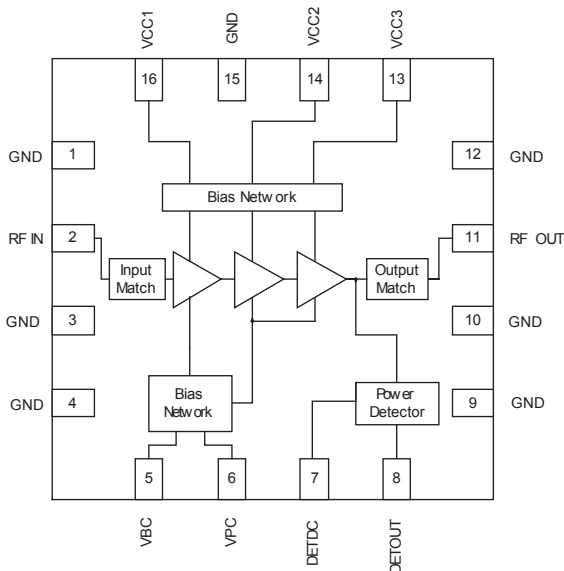 VCC1
GND
VCC2
VCC3
16
15
14
13
GND
1
12
GND
Bias Network
RF IN
2
11
RF OUT
Input
Match
Output
Match
GND
3
10
GND
GND
4
Bias
Network
Power
Detector
9
GND
5
6
7
8
VBC
VPC
DETDC
DETOUT